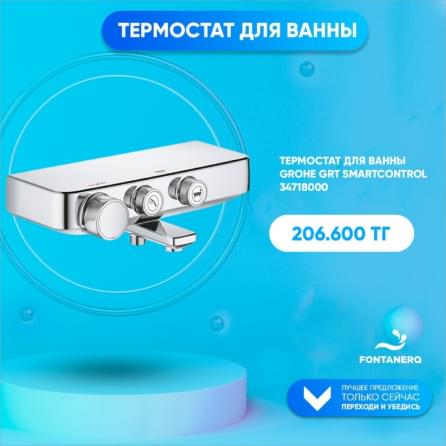 ТЕРМОСТАТ ДЛЯ ВАННЫ
ТЕРМОСТАТ ДЛЯ ВАННЫ
GROHE GRT SMARTCONTROL
34718000
206.600 ТГ
FONTANERO
ЛУЧШЕЕ ПРЕДЛОЖЕНИЕ
ТОЛЬКО СЕЙЧАС
ПЕРЕХОДИ И УБЕДИСЬ